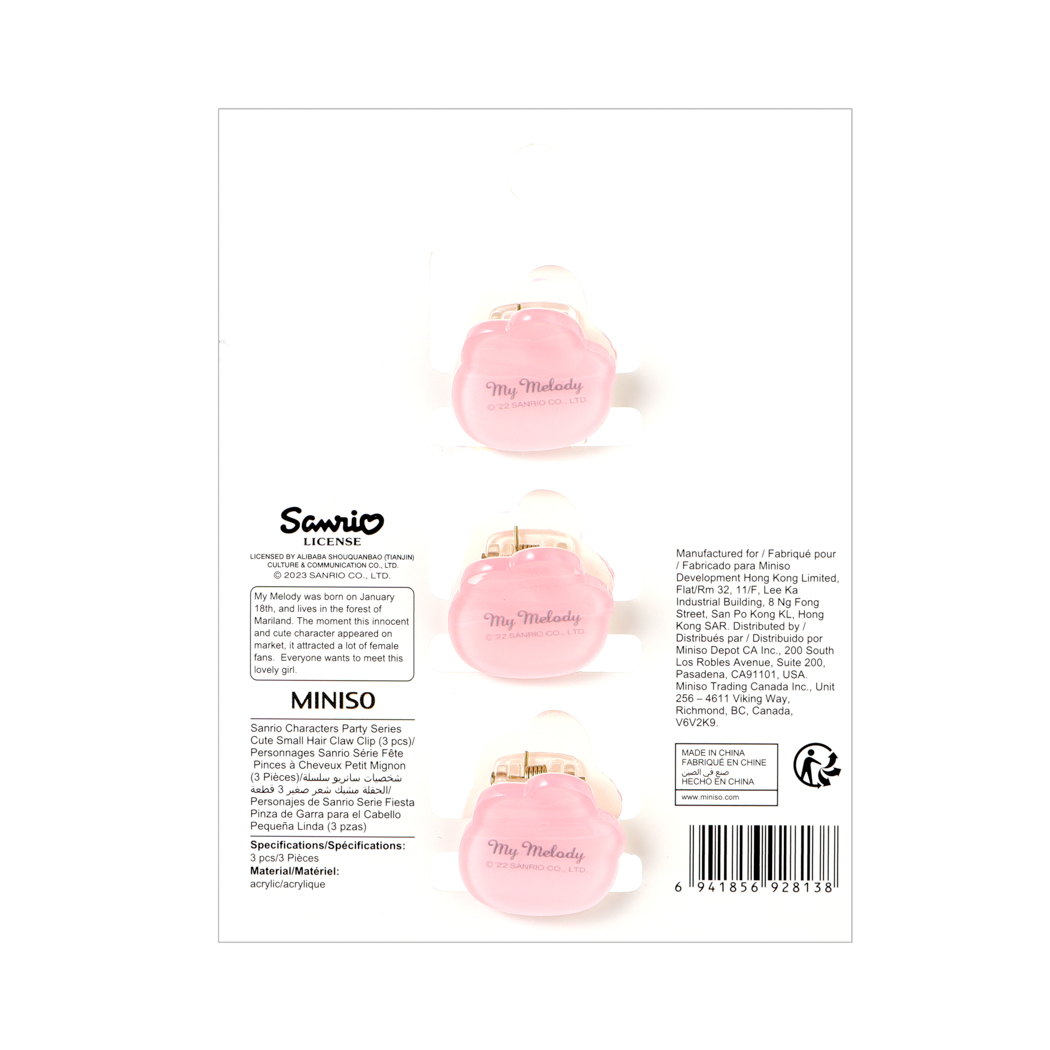 My Melody
© '22 SANRIO CO., LTD.
My Melody
© '22 SANRIO CO., LTD.
My Melody
© '22 SANRIO CO., LTD.
Sanrio
LICENSE
LICENSED BY ALIBABA SHOUQUANBAO (TIANJIN)
CULTURE & COMMUNICATION CO., LTD.
© 2023 SANRIO CO., LTD.
My Melody was born on January
18th, and lives in the forest of
Mariland. The moment this innocent
and cute character appeared on
market, it attracted a lot of female
fans. Everyone wants to meet this
lovely girl.
MINISO
Sanrio Characters Party Series
Cute Small Hair Claw Clip (3 pcs)/
Personnages Sanrio Série Fête
Pinces à Cheveux Petit Mignon
(3 Pièces)/شخصيات سانريو سلسلة
الحفلة مشبك شعر صغير 3 قطعة/
Personajes de Sanrio Serie Fiesta
Pinza de Garra para el Cabello
Pequeña Linda (3 pzas)
Specifications/Spécifications:
3 pcs/3 Pièces
Material/Matériel:
acrylic/acrylique
Manufactured for / Fabriqué pour
/ Fabricado para Miniso
Development Hong Kong Limited,
Flat/Rm 32, 11/F, Lee Ka
Industrial Building, 8 Ng Fong
Street, San Po Kong KL, Hong
Kong SAR. Distributed by /
Distribués par / Distribuido por
Miniso Depot CA Inc., 200 South
Los Robles Avenue, Suite 200,
Pasadena, CA91101, USA.
Miniso Trading Canada Inc., Unit
256 – 4611 Viking Way,
Richmond, BC, Canada,
V6V2K9.
MADE IN CHINA
FABRIQUÉ EN CHINE
صنع في الصين
HECHO EN CHINA
www.miniso.com
6 941856 928138